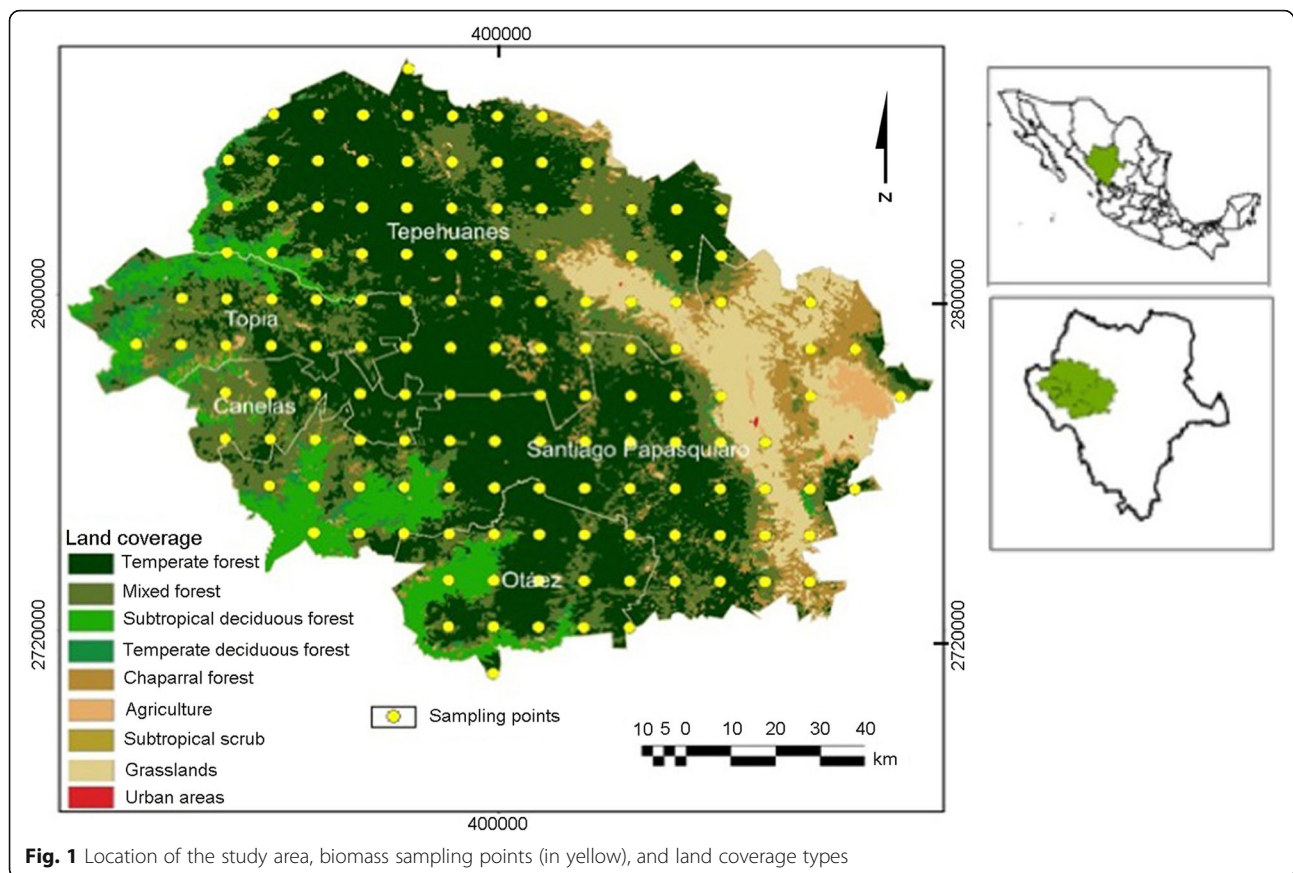 400000
N
2800000
2800000
2720000
2720000
Tepehuanes
Topia
Canelas
Santiago Papasquiaro
Otáez
Land coverage
Temperate forest
Mixed forest
Subtropical deciduous forest
Temperate deciduous forest
Chaparral forest
Agriculture
Subtropical scrub
Grasslands
Urban areas
Sampling points
10 5 0 10 20 30 40
km
400000
Fig. 1 Location of the study area, biomass sampling points (in yellow), and land coverage types